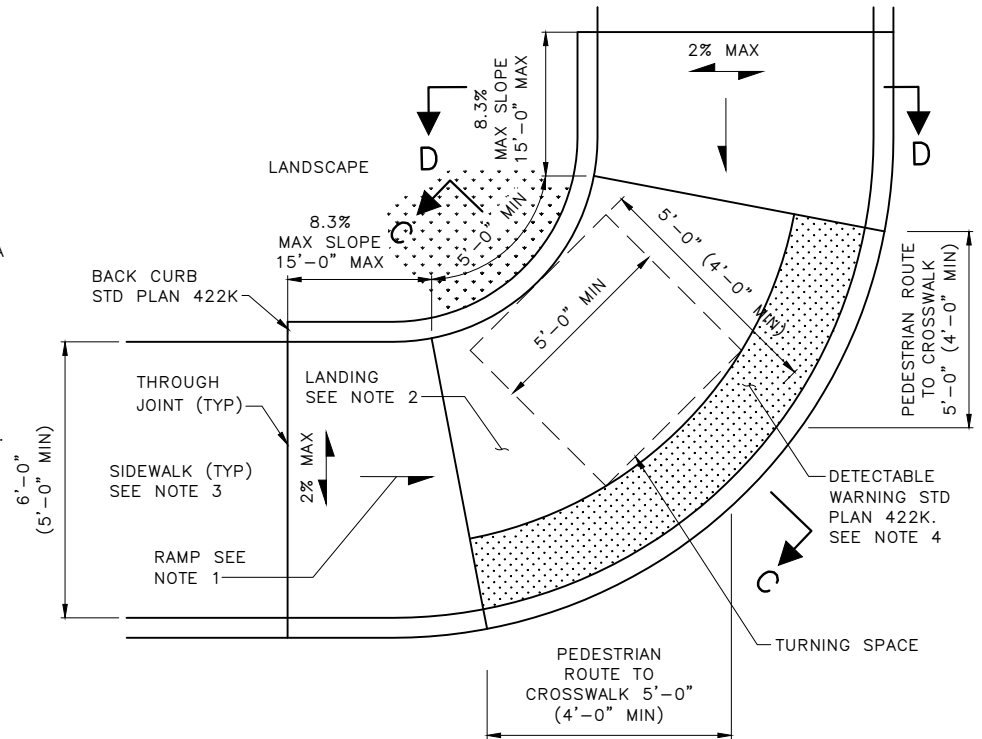 2% MAX
8.3%
MAX SLOPE
15'-0" MAX
D
D
LANDSCAPE
C
5'-0" MIN
8.3%
MAX SLOPE
15'-0" MAX
5'-0" (4'-0" MIN)
5'-0" MIN
BACK CURB
STD PLAN 422K
PEDESTRIAN ROUTE
TO CROSSWALK
5'-0" (4'-0" MIN)
THROUGH
JOINT (TYP)
LANDING
SEE NOTE 2
6'-0"
(5'-0" MIN)
SIDEWALK (TYP)
SEE NOTE 3
2% MAX
DETECTABLE
WARNING STD
PLAN 422K.
SEE NOTE 4
RAMP SEE
NOTE 1
C
TURNING SPACE
PEDESTRIAN
ROUTE TO
CROSSWALK 5'-0"
(4'-0" MIN)